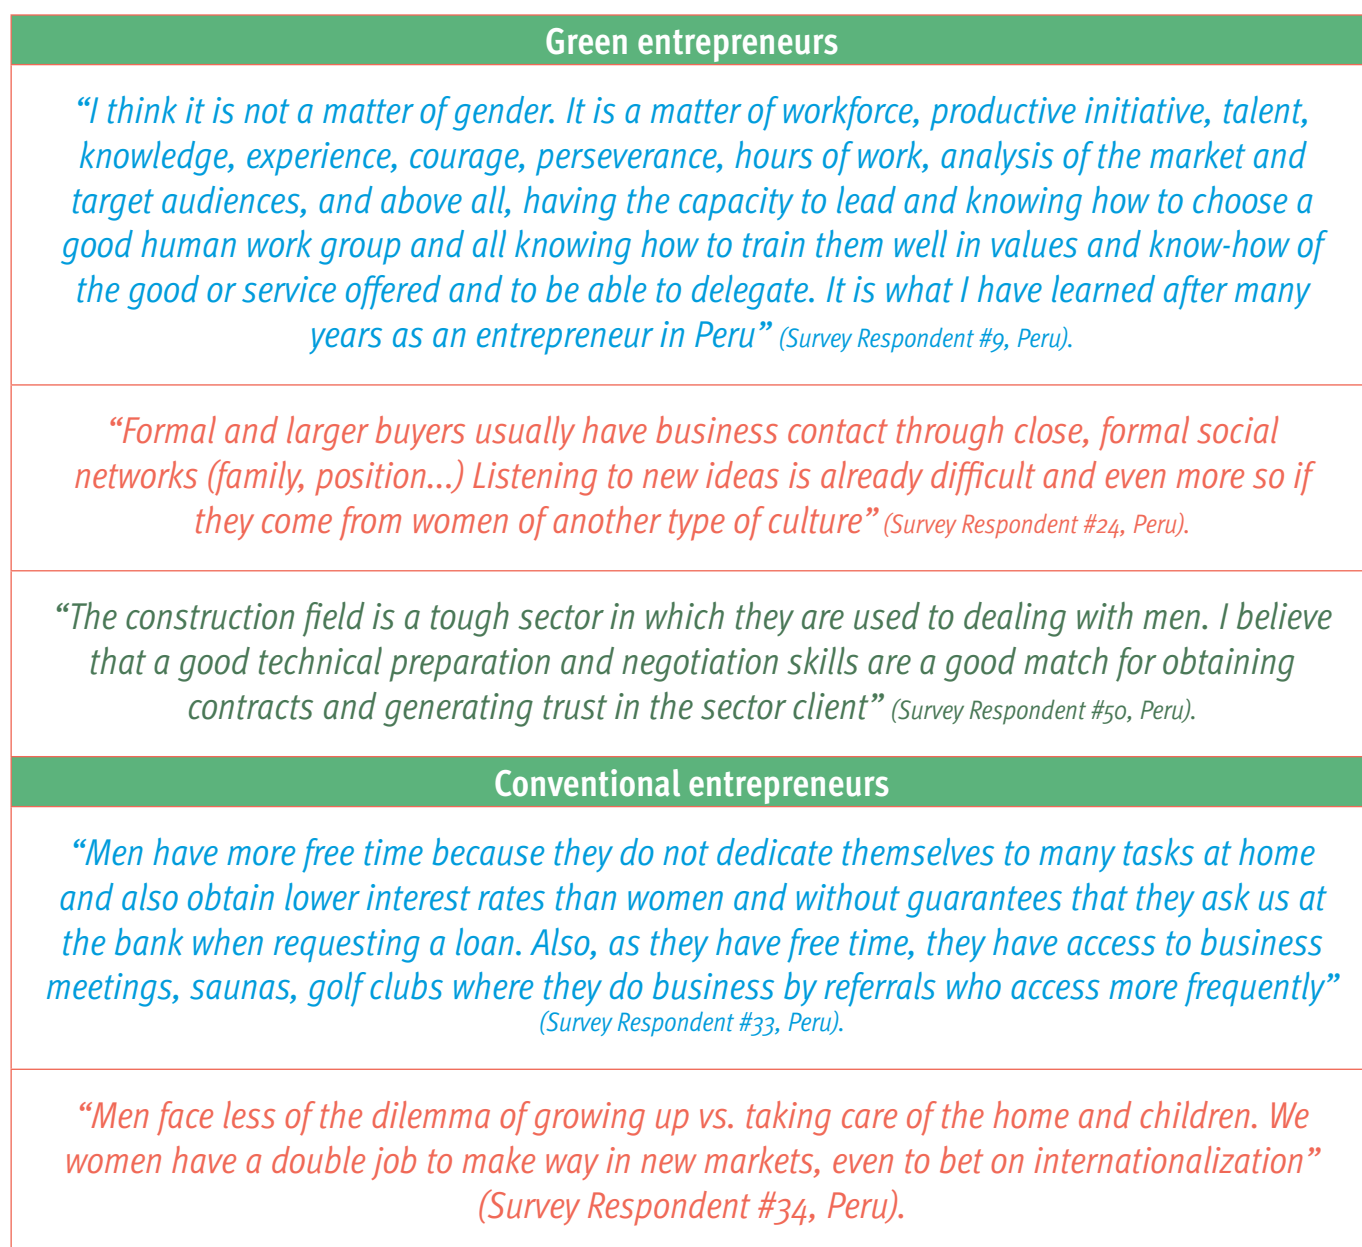 Green entrepreneurs
“I think it is not a matter of gender. It is a matter of workforce, productive initiative, talent,
knowledge, experience, courage, perseverance, hours of work, analysis of the market and
target audiences, and above all, having the capacity to lead and knowing how to choose a
good human work group and all knowing how to train them well in values and know-how of
the good or service offered and to be able to delegate. It is what I have learned after many
years as an entrepreneur in Peru” (Survey Respondent #9, Peru).
“Formal and larger buyers usually have business contact through close, formal social
networks (family, position...) Listening to new ideas is already difficult and even more so if
they come from women of another type of culture” (Survey Respondent #24, Peru).
“The construction field is a tough sector in which they are used to dealing with men. I believe
that a good technical preparation and negotiation skills are a good match for obtaining
contracts and generating trust in the sector client” (Survey Respondent #50, Peru).
Conventional entrepreneurs
“Men have more free time because they do not dedicate themselves to many tasks at home
and also obtain lower interest rates than women and without guarantees that they ask us at
the bank when requesting a loan. Also, as they have free time, they have access to business
meetings, saunas, golf clubs where they do business by referrals who access more frequently”
(Survey Respondent #33, Peru).
“Men face less of the dilemma of growing up vs. taking care of the home and children. We
women have a double job to make way in new markets, even to bet on internationalization”
(Survey Respondent #34, Peru).